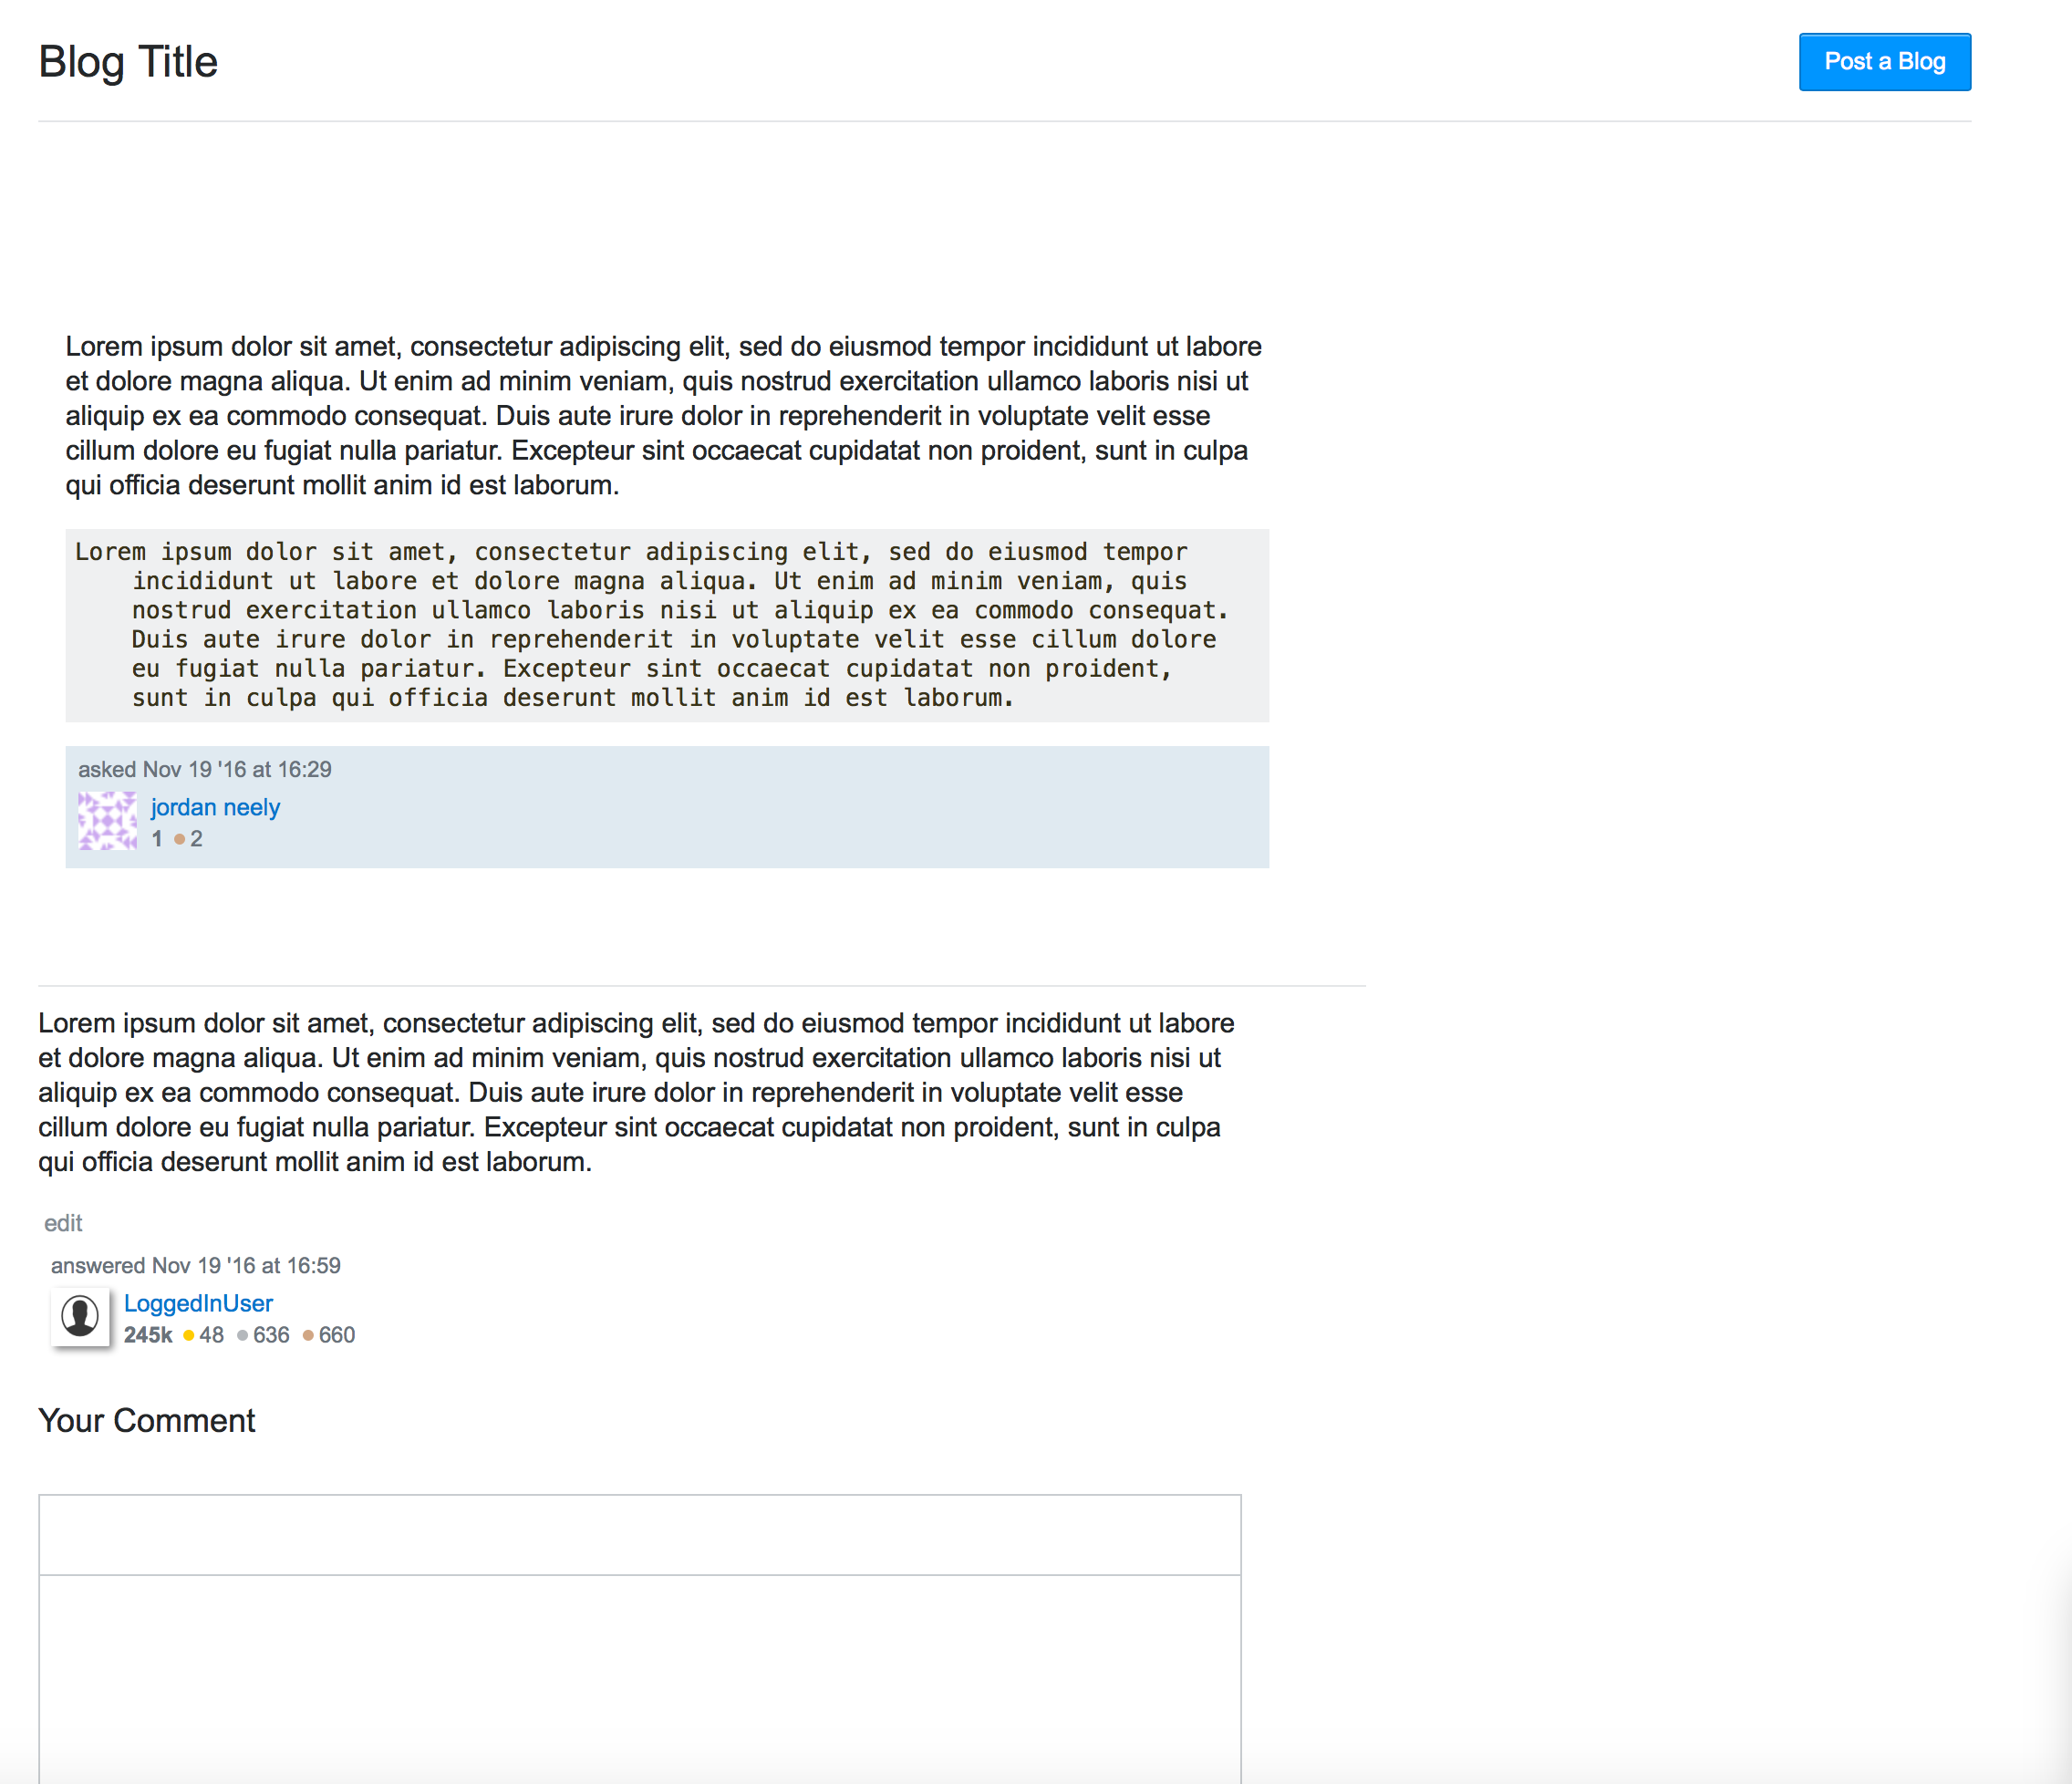 Blog Title
Post a Blog
Lorem ipsum dolor sit amet, consectetur adipiscing elit, sed do eiusmod tempor incididunt ut labore
et dolore magna aliqua. Ut enim ad minim veniam, quis nostrud exercitation ullamco laboris nisi ut
aliquip ex ea commodo consequat. Duis aute irure dolor in reprehenderit in voluptate velit esse
cillum dolore eu fugiat nulla pariatur. Excepteur sint occaecat cupidatat non proident, sunt in culpa
qui officia deserunt mollit anim id est laborum.
Lorem ipsum dolor sit amet, consectetur adipiscing elit, sed do eiusmod tempor
incididunt ut labore et dolore magna aliqua. Ut enim ad minim veniam, quis
nostrud exercitation ullamco laboris nisi ut aliquip ex ea commodo consequat.
Duis aute irure dolor in reprehenderit in voluptate velit esse cillum dolore
eu fugiat nulla pariatur. Excepteur sint occaecat cupidatat non proident,
sunt in culpa qui officia deserunt mollit anim id est laborum.
asked Nov 19 '16 at 16:29
jordan neely
1 ●2
Lorem ipsum dolor sit amet, consectetur adipiscing elit, sed do eiusmod tempor incididunt ut labore
et dolore magna aliqua. Ut enim ad minim veniam, quis nostrud exercitation ullamco laboris nisi ut
aliquip ex ea commodo consequat. Duis aute irure dolor in reprehenderit in voluptate velit esse
cillum dolore eu fugiat nulla pariatur. Excepteur sint occaecat cupidatat non proident, sunt in culpa
qui officia deserunt mollit anim id est laborum.
edit
answered Nov 19 '16 at 16:59
LoggedInUser
245k ●48 ●636 ●660
Your Comment